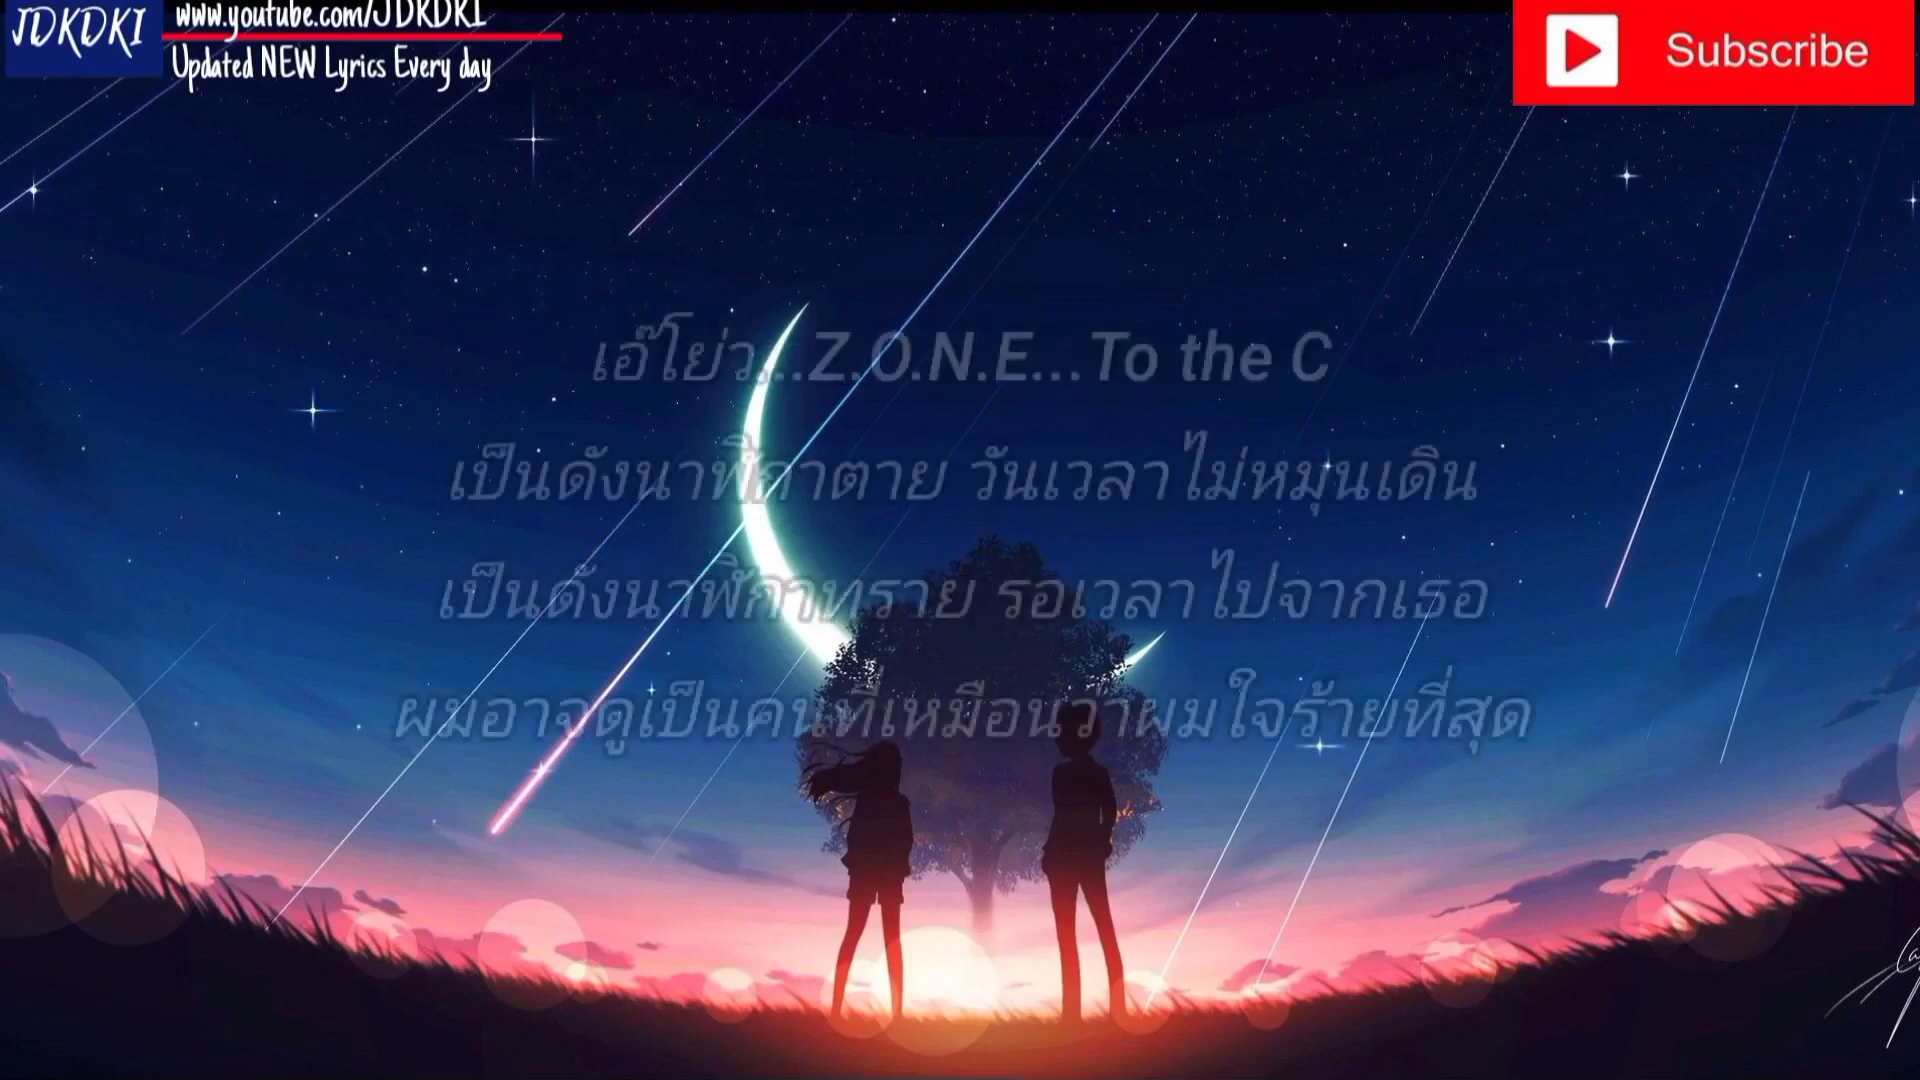 JDKDKI
www.youtube.com/JDKDKI
Updated NEW Lyrics Every day
Subscribe
เอ๊โย่ว...Z.O.N.E...To the C
เป็นดังนาฬิกาตาย วันเวลาไม่หมุนเดิน
เป็นดังนาฬิกาทราย รอเวลาไปจากเธอ
ผมอาจดูเป็นคนที่เหมือนว่าผมใจร้ายที่สุด